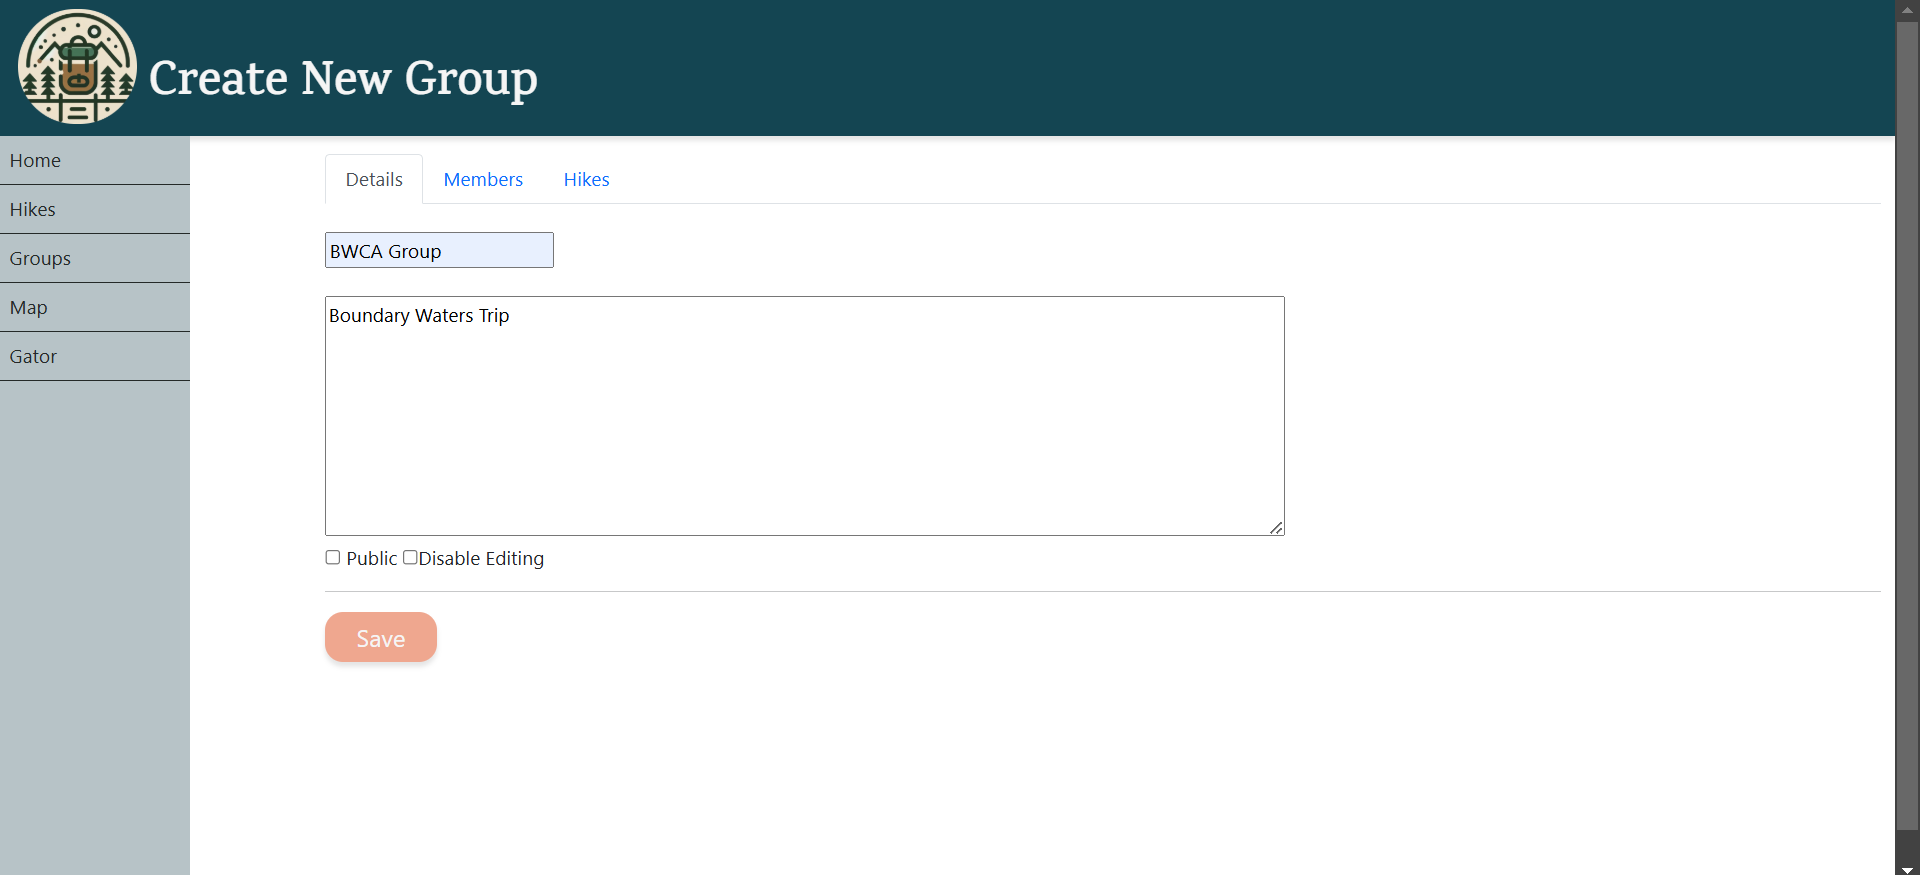 Create New Group
Home
Hikes
Groups
Map
Gator
Details Members Hikes
BWCA Group
Boundary Waters Trip
Public Disable Editing
Save